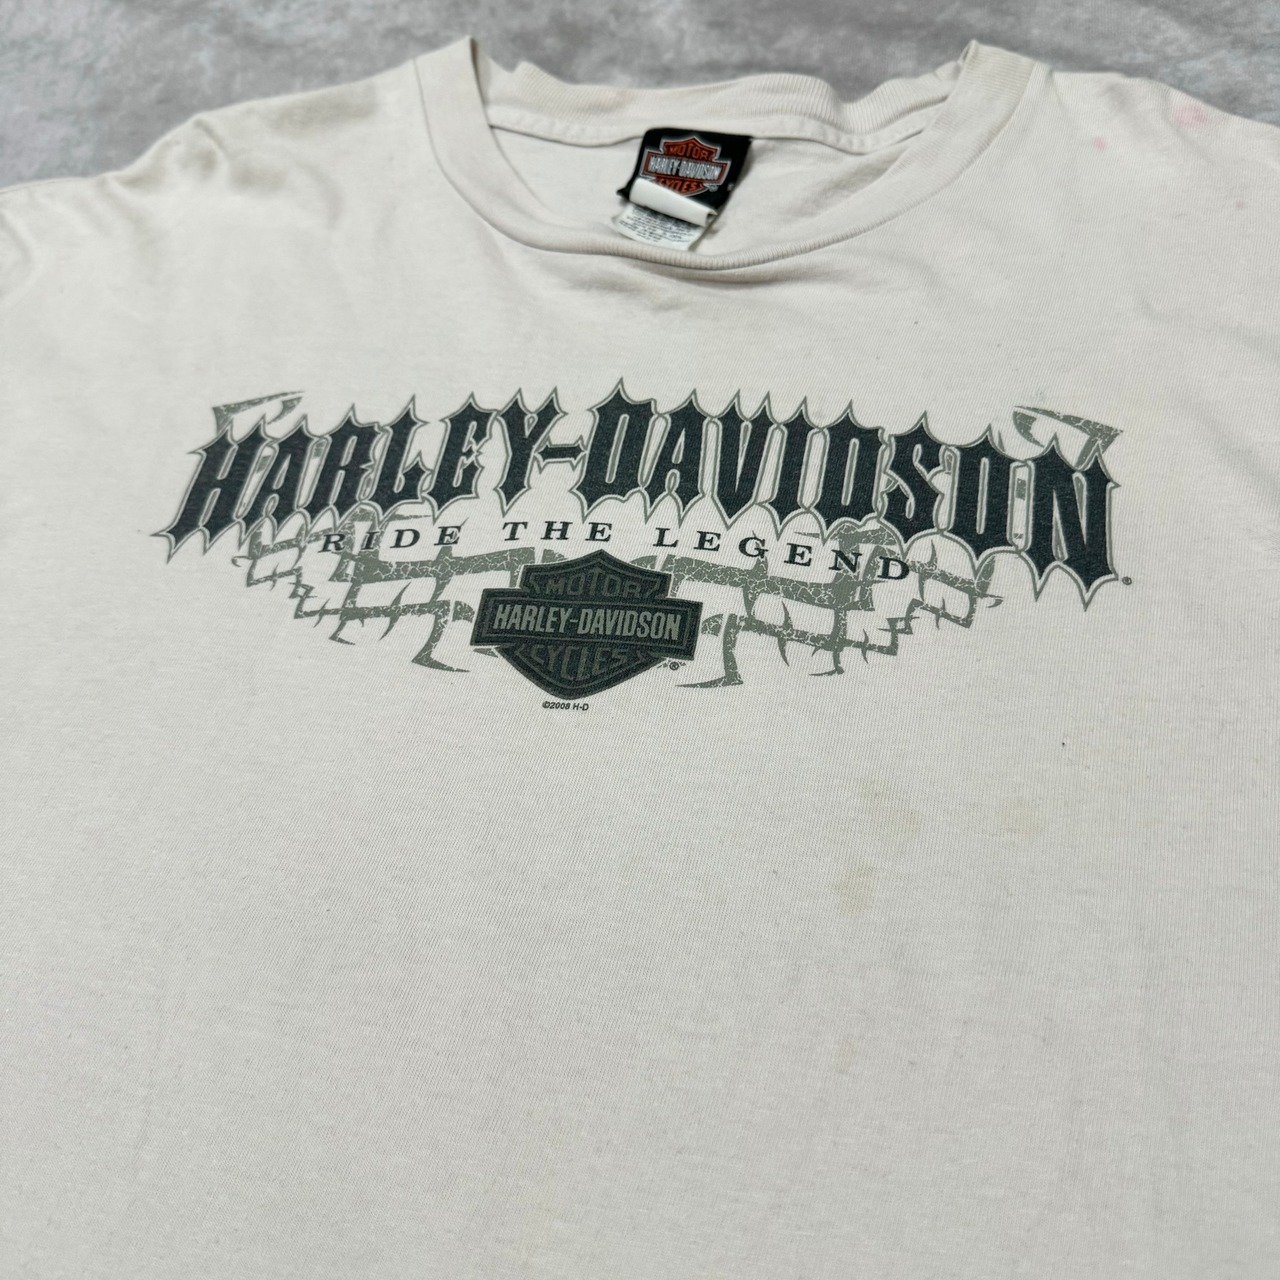 MOTOR
HARLEY-DAVIDSON
CYCLES
HARLEY-DAVIDSON®
RIDE THE LEGEND
MOTOR
HARLEY-DAVIDSON
CYCLES®
©2008 H-D